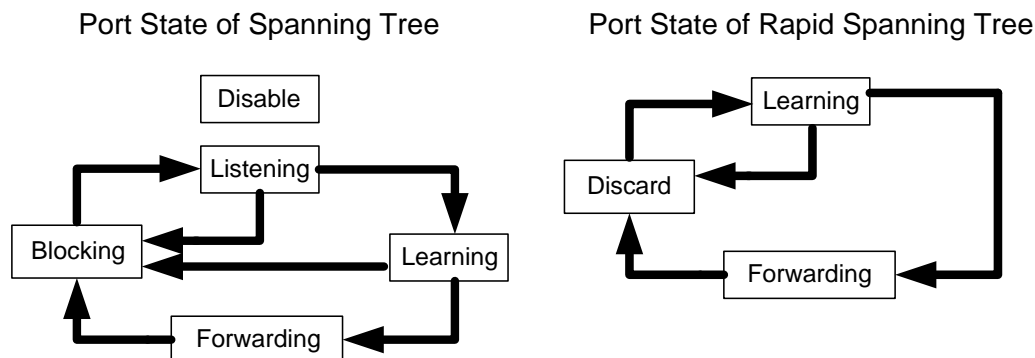 Port State of Spanning Tree
Disable
Listening
Blocking
Learning
Forwarding
Port State of Rapid Spanning Tree
Learning
Discard
Forwarding